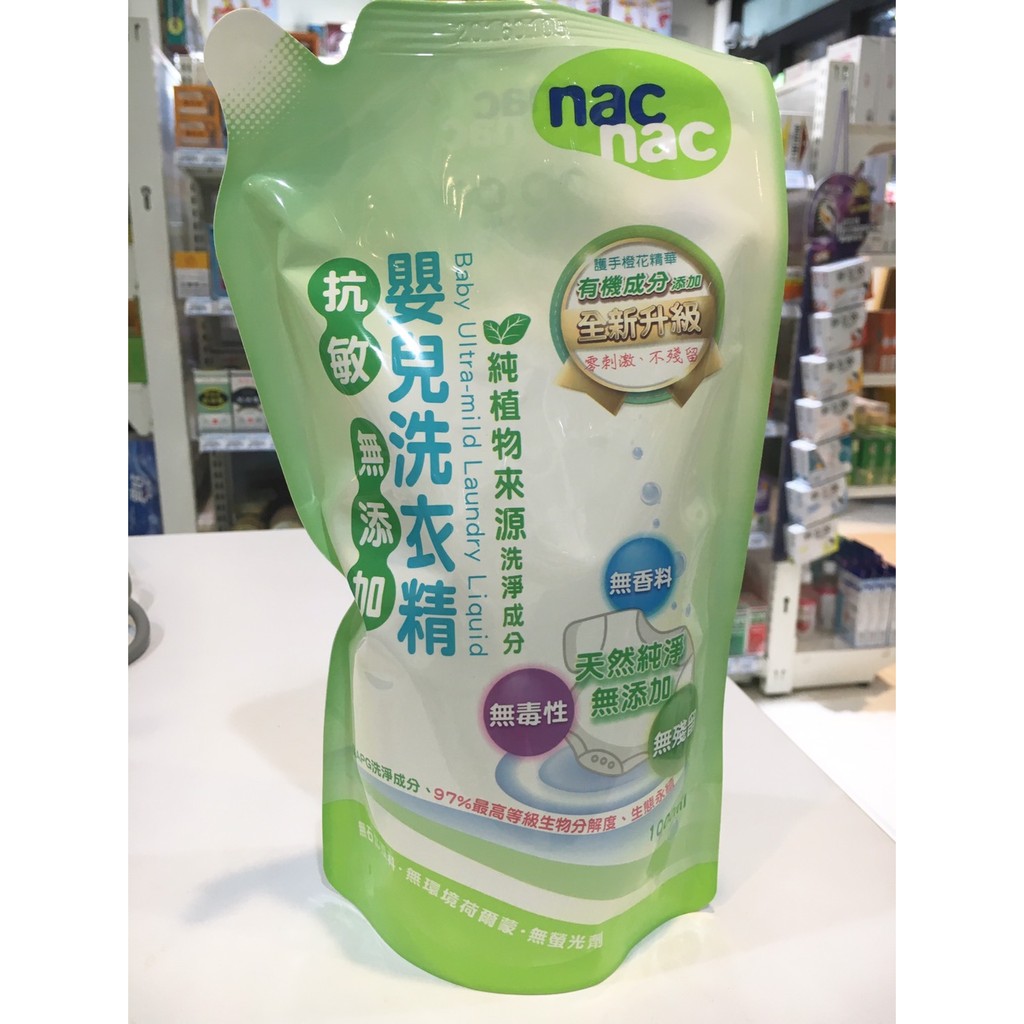 20160105
nac
nac
護手橙花精華
有機成分添加
全新升級
零刺激、不殘留
抗敏 無添加
嬰兒洗衣精
Baby Ultra-mild Laundry Liquid
純植物來源洗淨成分
無香料
天然純淨
無添加
無毒性
無殘留
APG洗淨成分、97%最高等級生物分解度、生態永續
無環境荷爾蒙·無螢光劑